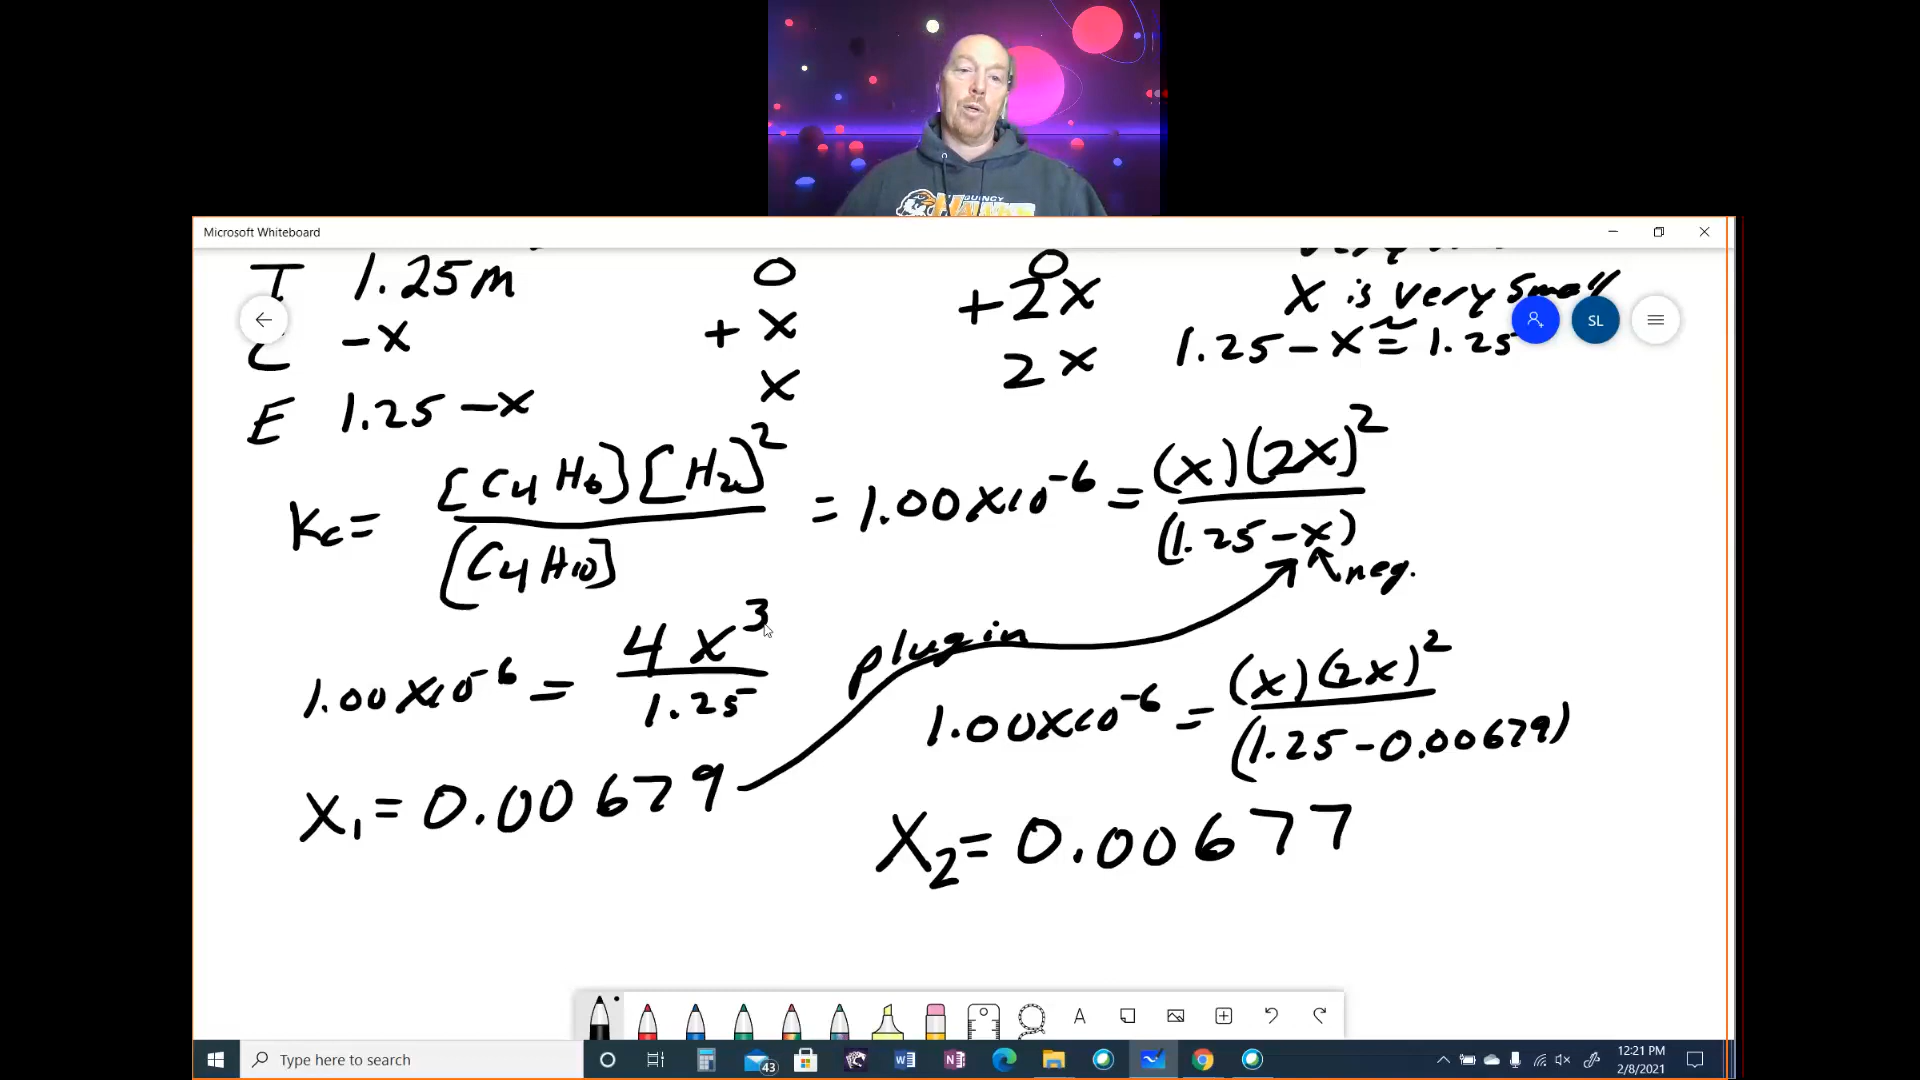 QUINCY
Microsoft Whiteboard
I 1.25m 0 0
X is very small
C -x + x +2x
SL
1.25 - x ≈ 1.25
E 1.25 - x x 2x
Kc = [C4H6][H2]² / [C4H10] = 1.00x10⁻⁶ = (x)(2x)² / (1.25 - x)
neg.
plug in
1.00x10⁻⁶ = 4x³ / 1.25
1.00x10⁻⁶ = (x)(2x)² / (1.25 - 0.00679)
X₁ = 0.00679
X₂ = 0.00677
A
Type here to search
43
12:21 PM
2/8/2021